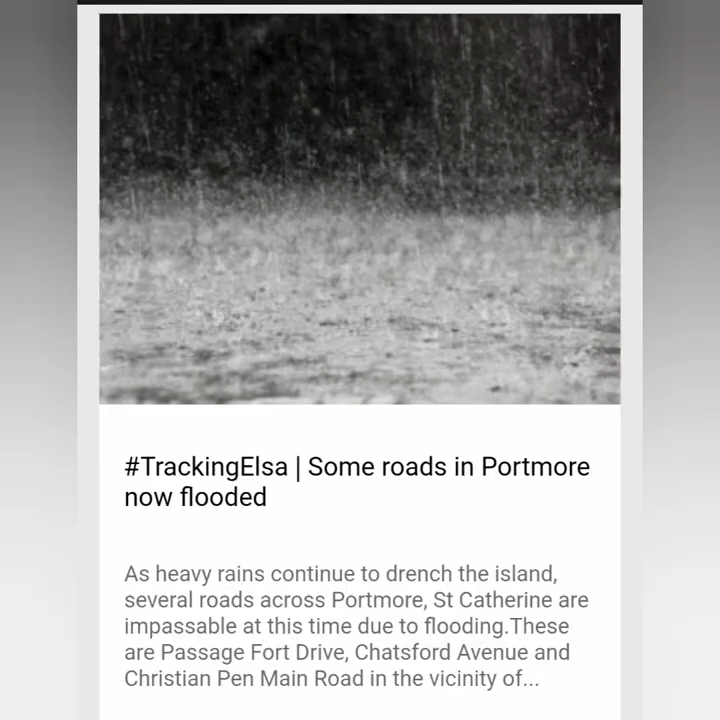 #TrackingElsa | Some roads in Portmore
now flooded
As heavy rains continue to drench the island,
several roads across Portmore, St Catherine are
impassable at this time due to flooding.These
are Passage Fort Drive, Chatsford Avenue and
Christian Pen Main Road in the vicinity of...